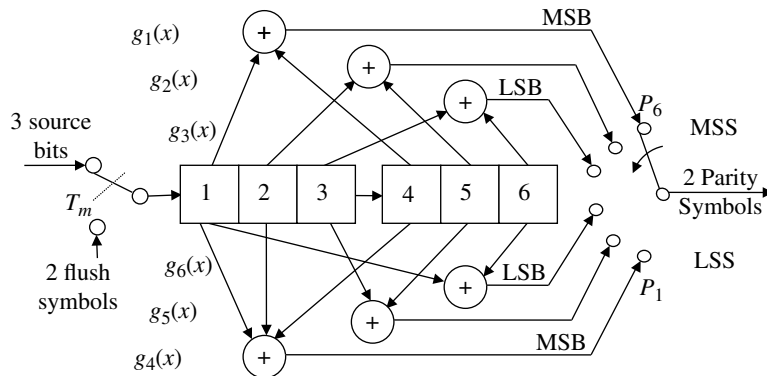 MSB
g₁(x)
+
g₂(x)
+
LSB
g₃(x)
+
P₆
3 source
bits
MSS
Tₘ
1 2 3 4 5 6
2 Parity
Symbols
2 flush
symbols
g₆(x)
LSB
+
LSS
g₅(x)
+
P₁
g₄(x)
+
MSB